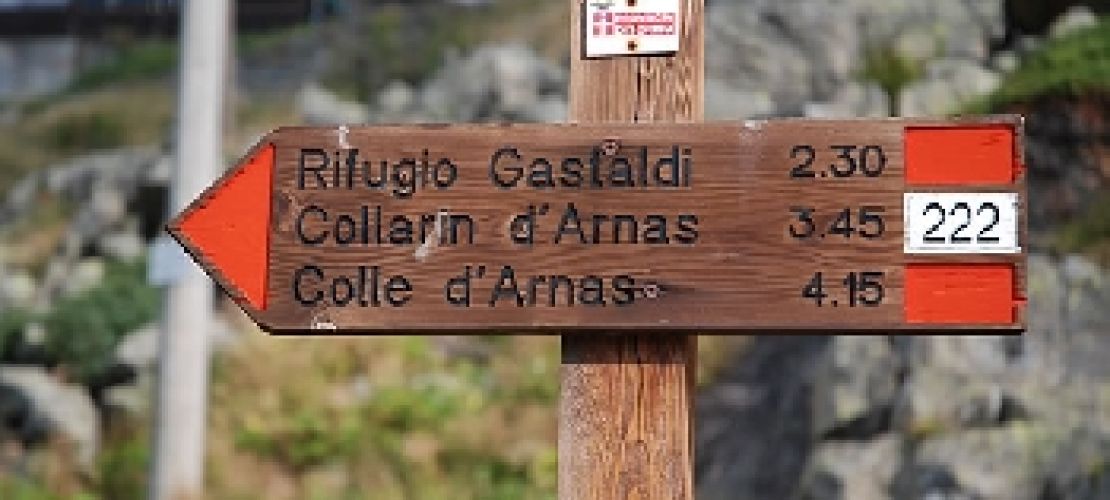 Rifugio Gastaldi 2.30
Collarin d'Arnas 3.45
222
Colle d'Arnas 4.15